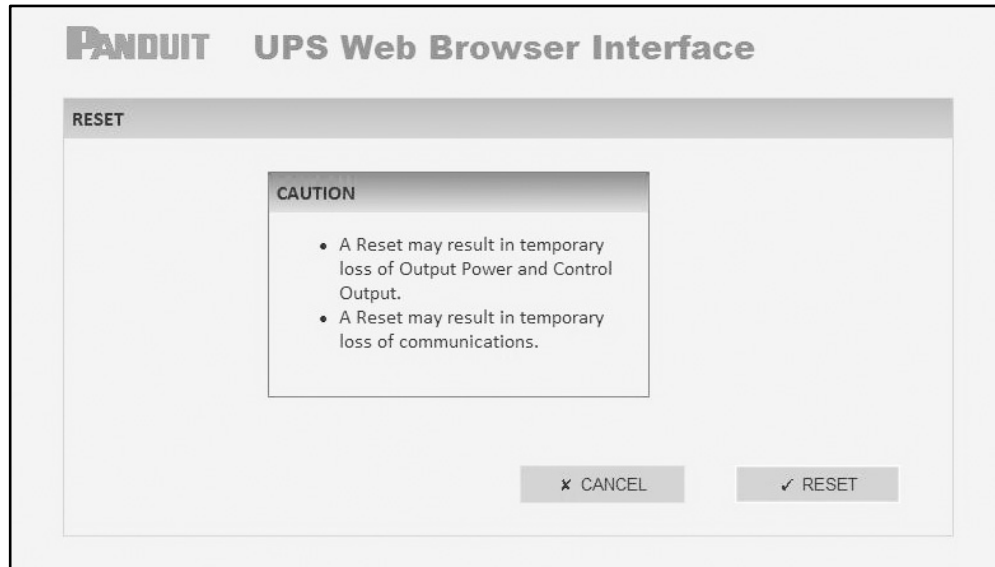 PANDUIT UPS Web Browser Interface
RESET
CAUTION
• A Reset may result in temporary
loss of Output Power and Control
Output.
• A Reset may result in temporary
loss of communications.
✘ CANCEL ✓ RESET